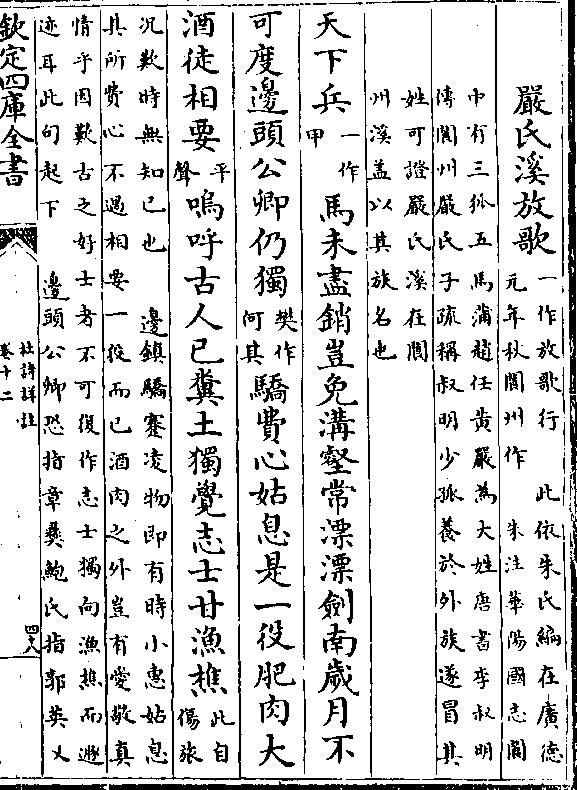 嚴氏溪放歌一作放歌行　此依朱氏編在廣德
元年秋閬州作　朱注華陽國志閬
中有三狐五馬蒲趙任黄嚴為大姓唐書李叔明
傳閬州嚴氏子疏稱叔明少孤養於外族遂冒其
姓可證嚴氏溪在閬
州溪盖以其族名也
天下兵一作甲馬未盡銷豈免溝壑常漂漂劍南歲月不
可度邊頭公卿仍獨樊作何其驕費心姑息是一役肥肉大
酒徒相要平聲嗚呼古人已糞土獨覺志士甘漁樵此自傷旅
况歎時無知已也　邊鎮驕蹇凌物即有時小惠姑息
其所費心不過相要一役而已酒肉之外豈有愛敬真
情乎因歎古之好士者不可復作志士獨向漁樵而遯
迹耳此句起下　邊頭公卿恐指章彝鮑氏指郭英乂
欽定四庫全書
杜詩詳註
卷十二
四八